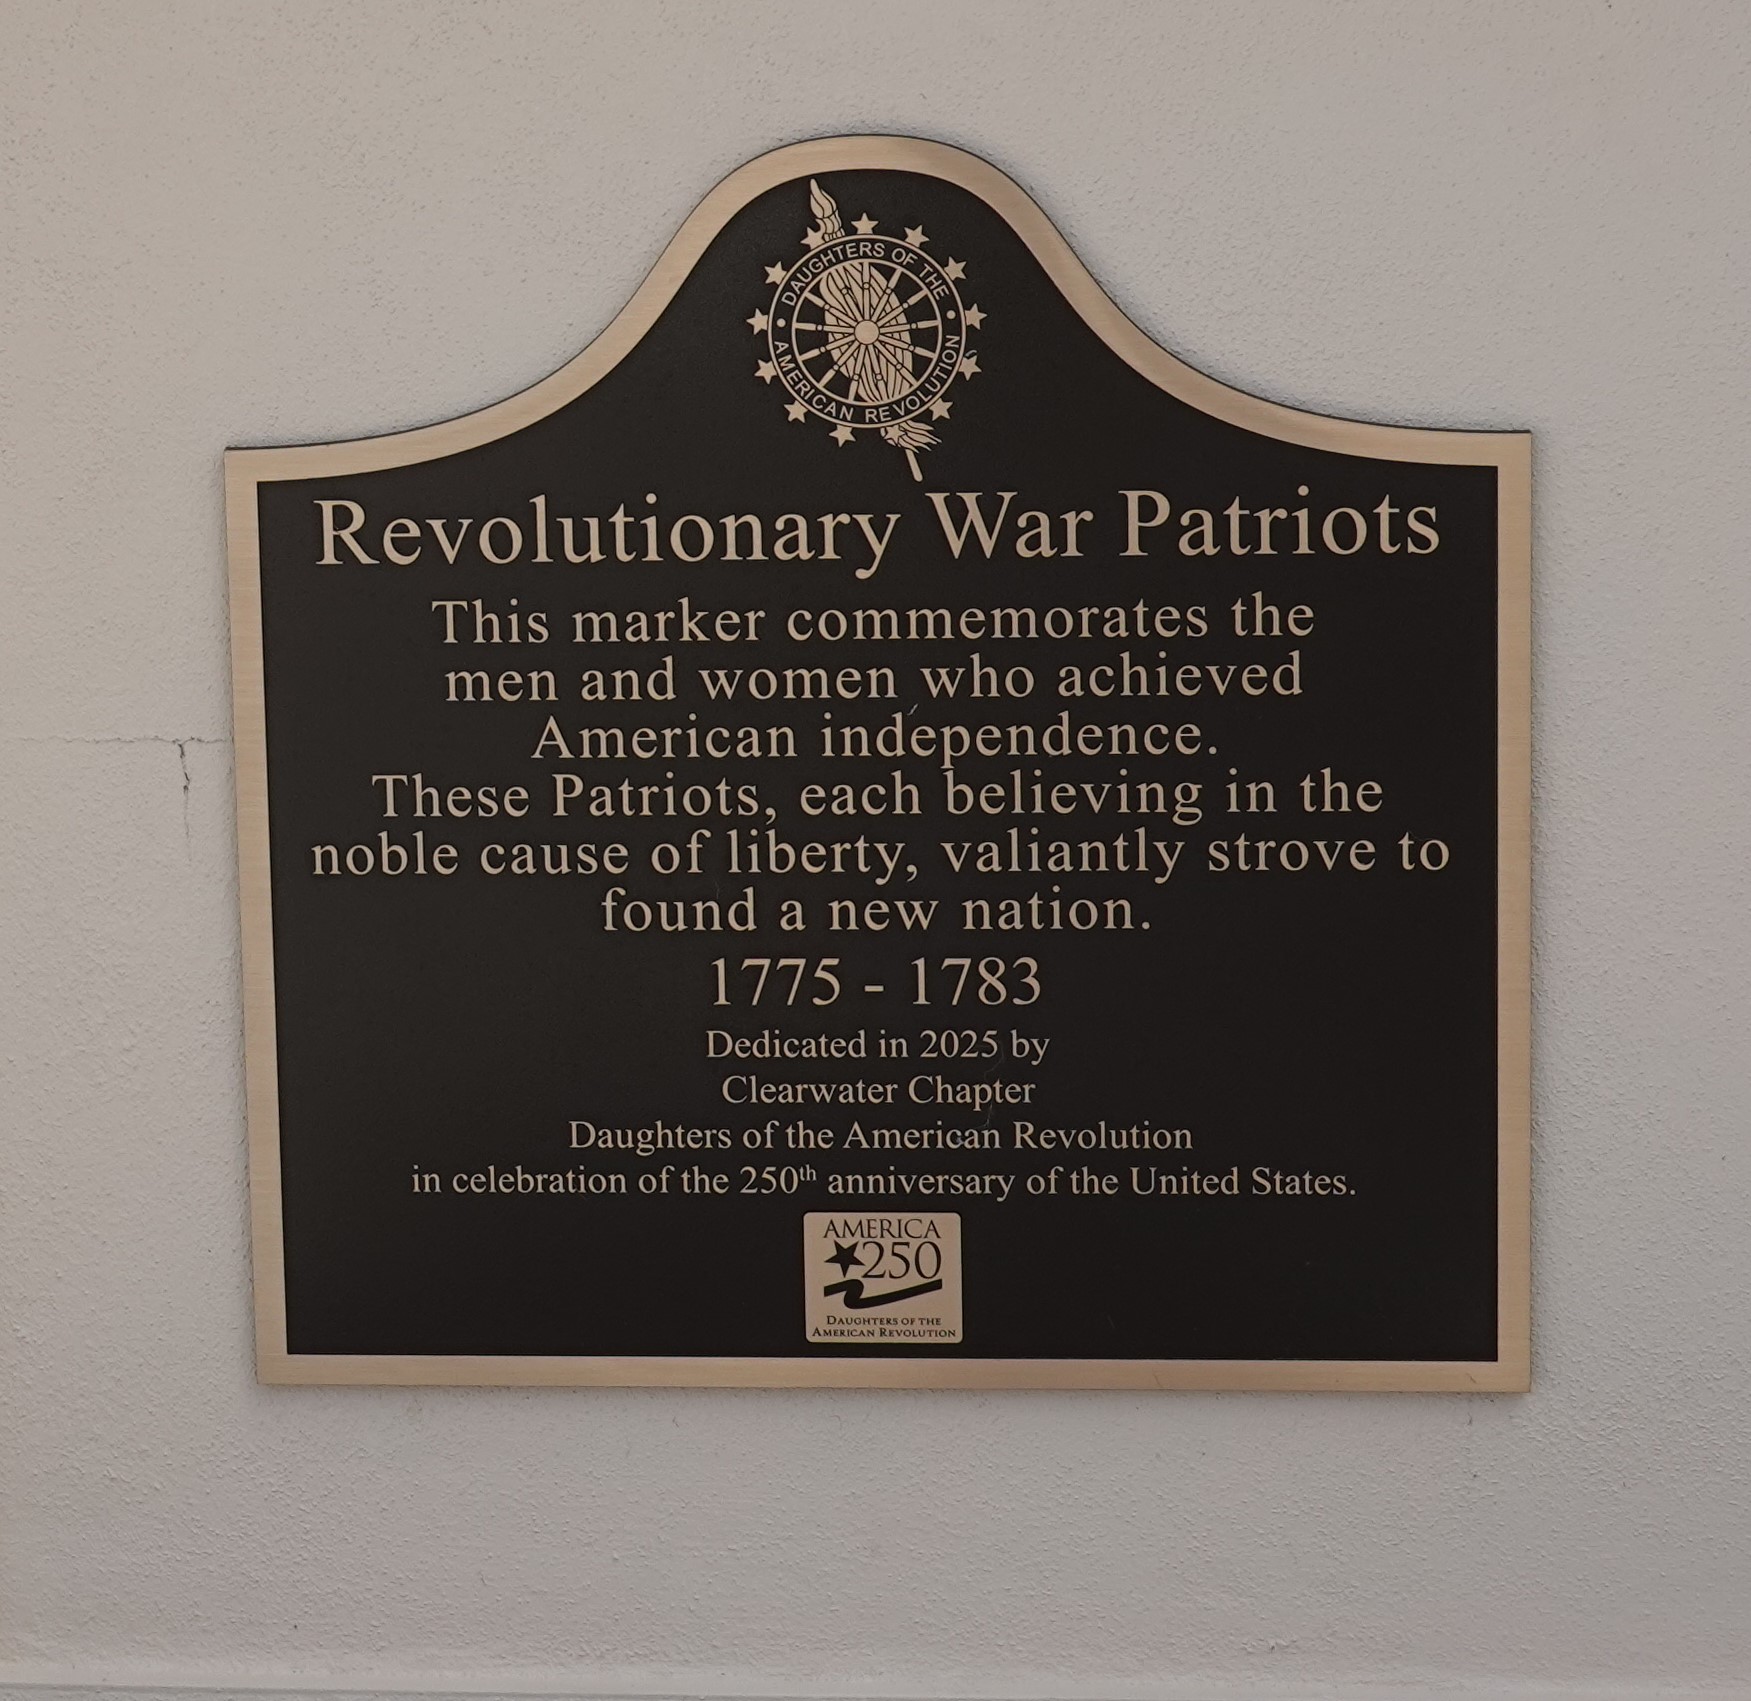 DAUGHTERS OF THE
AMERICAN REVOLUTION
Revolutionary War Patriots
This marker commemorates the
men and women who achieved
American independence.
These Patriots, each believing in the
noble cause of liberty, valiantly strove to
found a new nation.
1775 - 1783
Dedicated in 2025 by
Clearwater Chapter
Daughters of the American Revolution
in celebration of the 250th anniversary of the United States.
AMERICA
250
DAUGHTERS OF THE
AMERICAN REVOLUTION